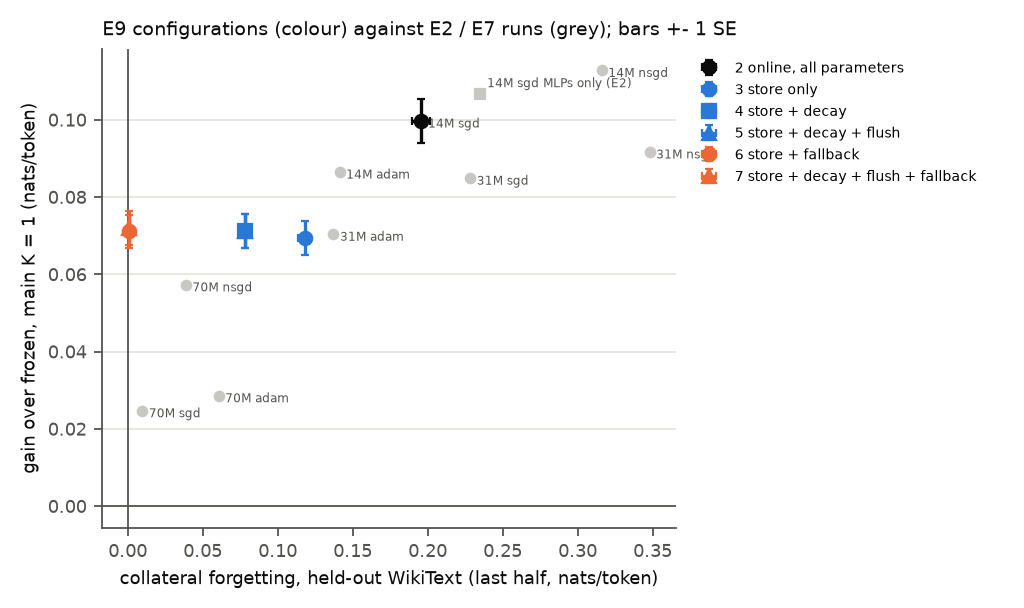 E9 configurations (colour) against E2 / E7 runs (grey); bars +- 1 SE
gain over frozen, main K = 1 (nats/token)
0.10
0.08
0.06
0.04
0.02
0.00
14M nsgd
14M sgd MLPs only (E2)
14M sgd
31M
14M adam
31M sgd
31M adam
70M nsgd
70M adam
70M sgd
2 online, all parameters
3 store only
4 store + decay
5 store + decay + flush
6 store + fallback
7 store + decay + flush + fallback
0.00 0.05 0.10 0.15 0.20 0.25 0.30 0.35
collateral forgetting, held-out WikiText (last half, nats/token)